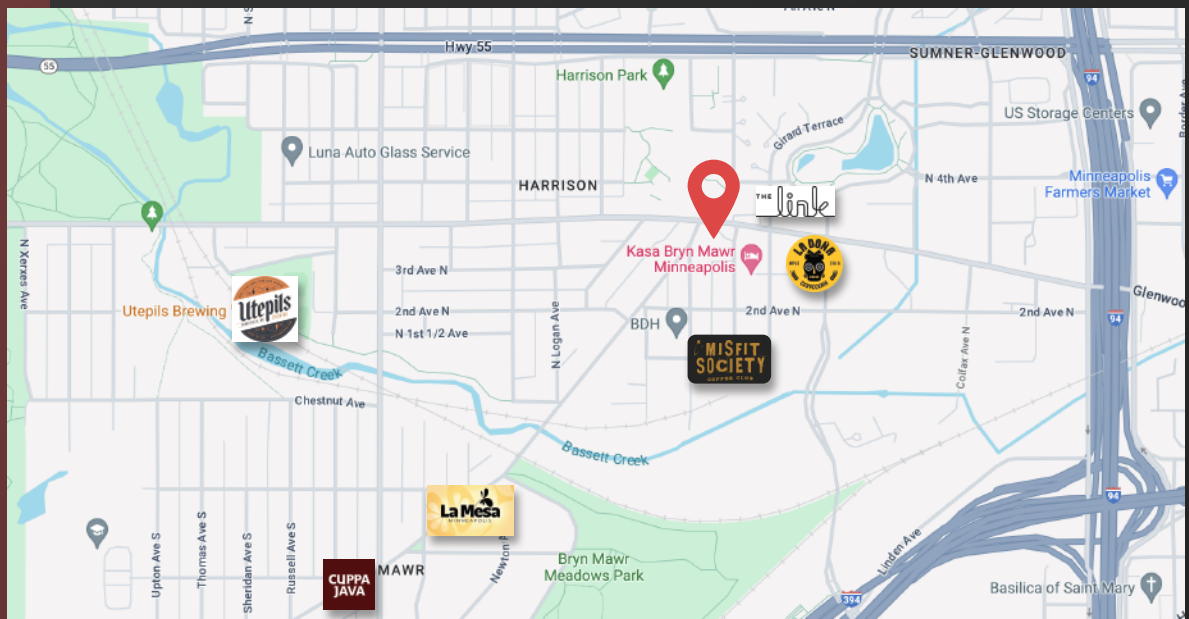 Hwy 55
SUMNER-GLENWOOD
55
94
Harrison Park
US Storage Centers
Girard Terrace
Luna Auto Glass Service
HARRISON
N 4th Ave
Minneapolis
Farmers Market
THE
link
N Xerxes Ave
Kasa Bryn Mawr
Minneapolis
LA DOÑA
CERVECERIA
3rd Ave N
Utepils Brewing
Utepils
2nd Ave N
N 1st 1/2 Ave
N Logan Ave
BDH
2nd Ave N
2nd Ave N
Glenwoo
94
MISFIT
SOCIETY
COFFEE CLUB
Colfax Ave N
Bassett Creek
Chestnut Ave
Bassett Creek
94
La Mesa
MINNEAPOLIS
Upton Ave S
Thomas Ave S
Sheridan Ave S
Russell Ave S
Newton
CUPPA
JAVA
MAWR
Bryn Mawr
Meadows Park
Linden Ave
394
Basilica of Saint Mary